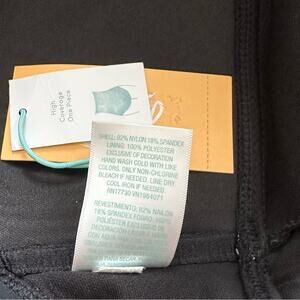 High
Coverage
One Piece
SHELL: 82% NYLON 18% SPANDEX
LINING: 100% POLYESTER
EXCLUSIVE OF DECORATION
HAND WASH COLD WITH LIKE
COLORS. ONLY NON-CHLORINE
BLEACH IF NEEDED. LINE DRY
COOL IRON IF NEEDED.
RN17730 VN1964071
REVESTIMIENTO: 82% NAILON
18% SPANDEX FORRO: 100%
POLIÉSTER EXCLUSIVO DE